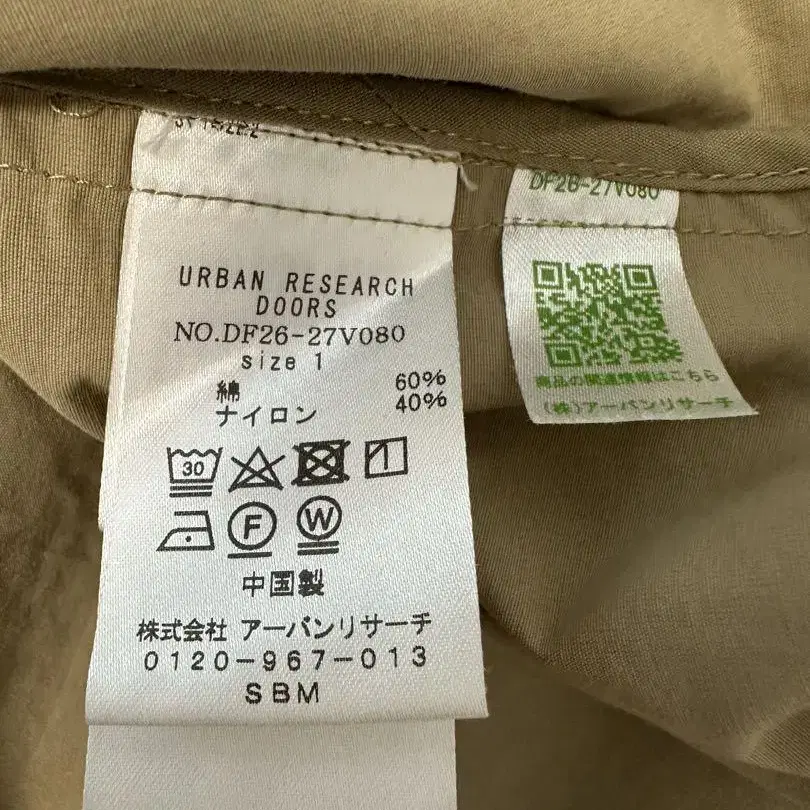 URBAN RESEARCH
DOORS
NO.DF26-27V080
size 1
綿 60%
ナイロン 40%
30
F W
中国製
株式会社 アーバンリサーチ
0120-967-013
SBM
DF26-27V080
商品の関連情報はこちら
(株)アーバンリサーチ